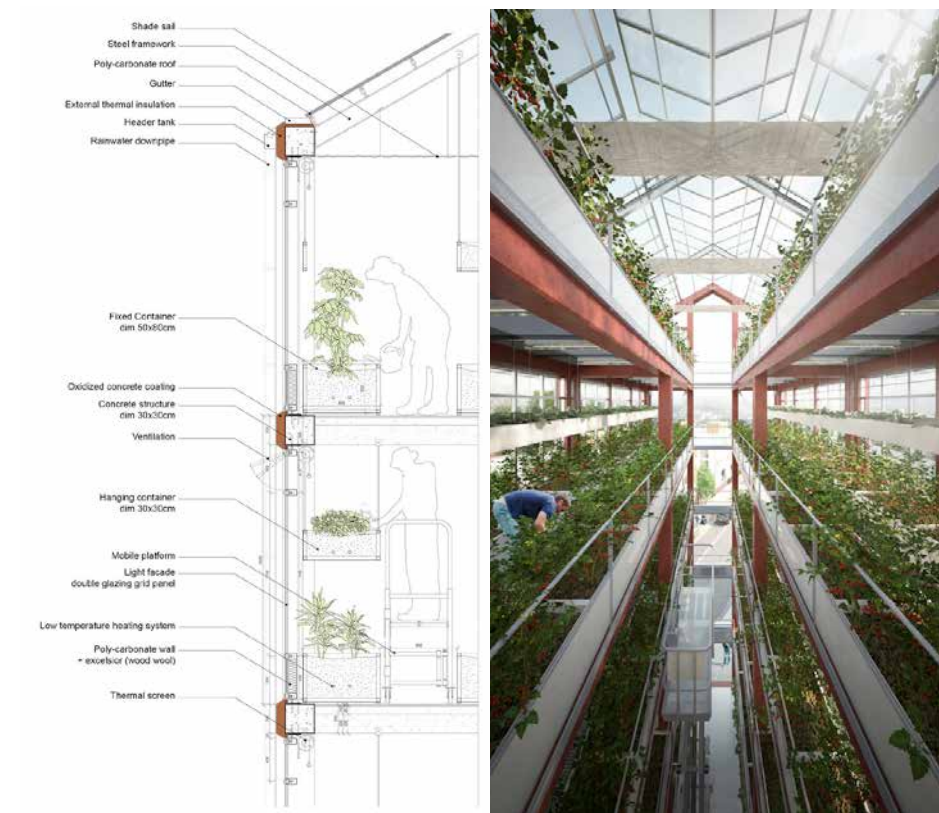 Shade sail
Steel framework
Poly-carbonate roof
Gutter
External thermal insulation
Header tank
Rainwater downpipe
Fixed Container
dim 50x80cm
Oxidized concrete coating
Concrete structure
dim 30x30cm
Ventilation
Hanging container
dim 30x30cm
Mobile platform
Light facade
double glazing grid panel
Low temperature heating system
Poly-carbonate wall
+ excelsior (wood wool)
Thermal screen